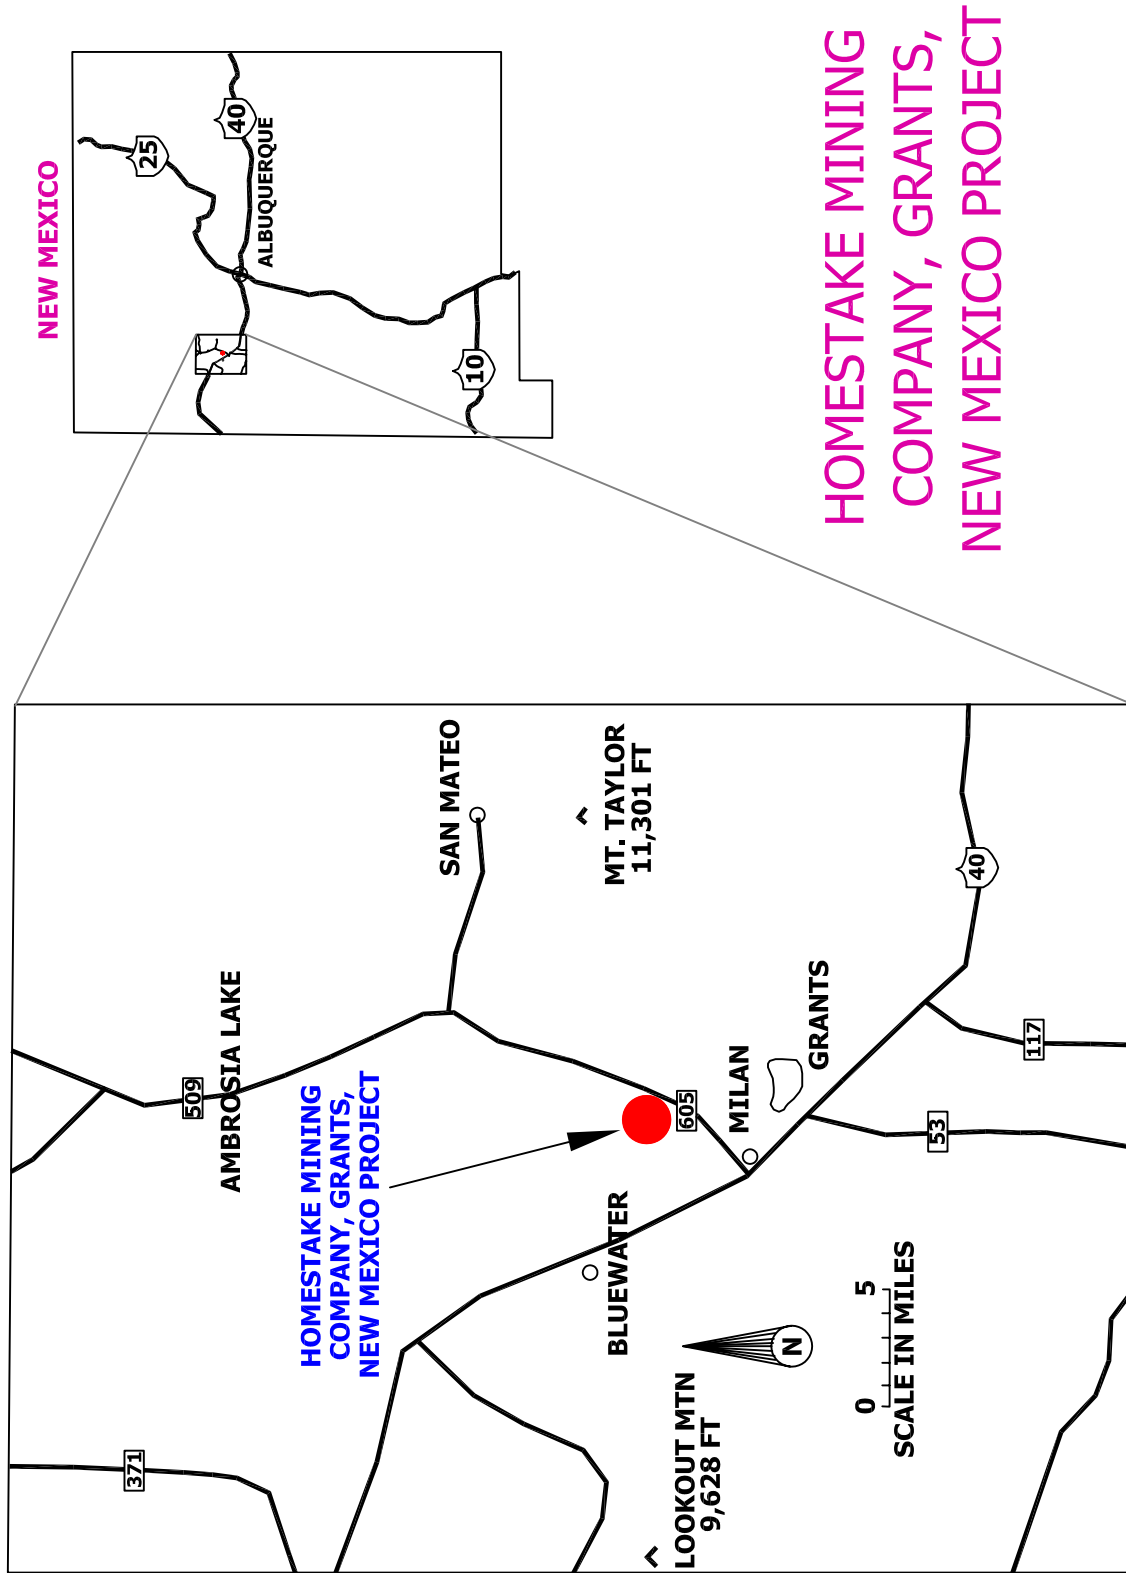 NEW MEXICO
25
40
ALBUQUERQUE
10
HOMESTAKE MINING
COMPANY, GRANTS,
NEW MEXICO PROJECT
371
509
AMBROSIA LAKE
HOMESTAKE MINING
COMPANY, GRANTS,
NEW MEXICO PROJECT
SAN MATEO
MT. TAYLOR
11,301 FT
BLUEWATER
605
MILAN
GRANTS
LOOKOUT MTN
9,628 FT
N
0 5
SCALE IN MILES
53
117
40